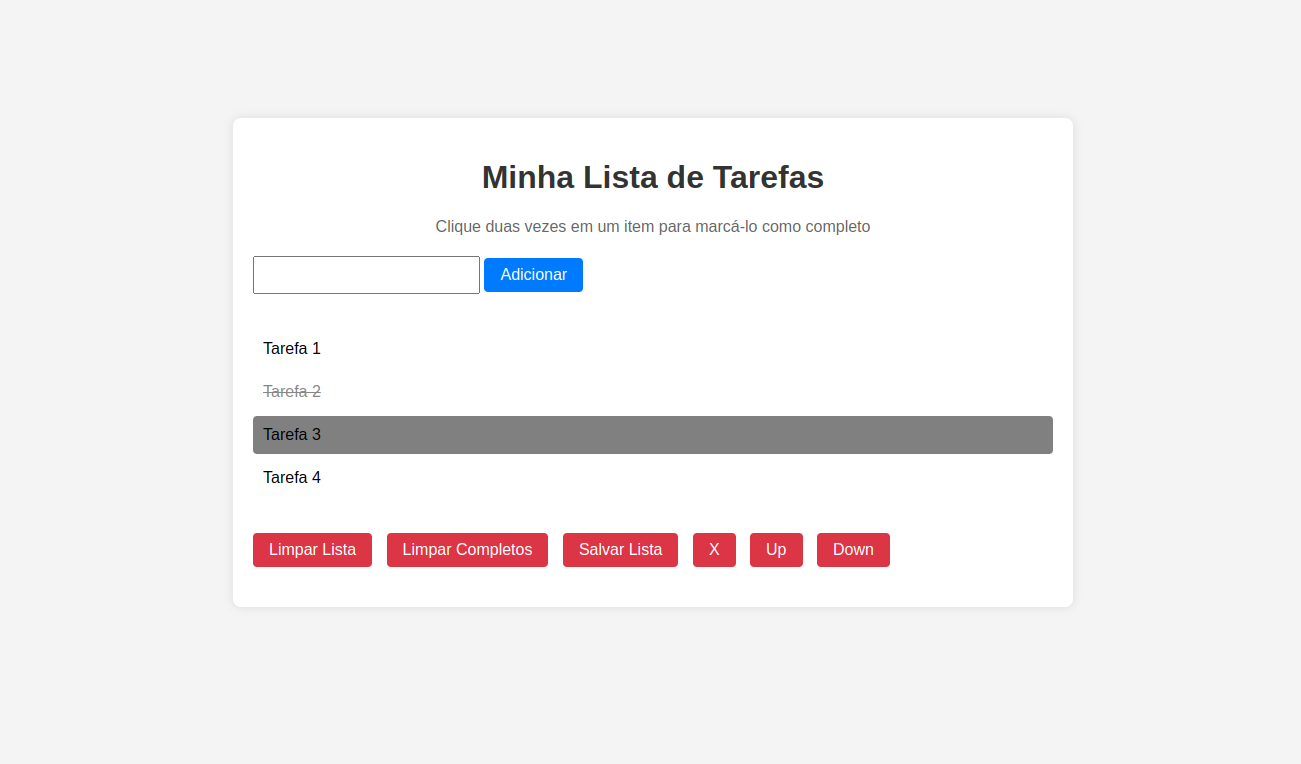 Minha Lista de Tarefas
Clique duas vezes em um item para marcá-lo como completo
Adicionar
Tarefa 1
Tarefa 2
Tarefa 3
Tarefa 4
Limpar Lista Limpar Completos Salvar Lista X Up Down